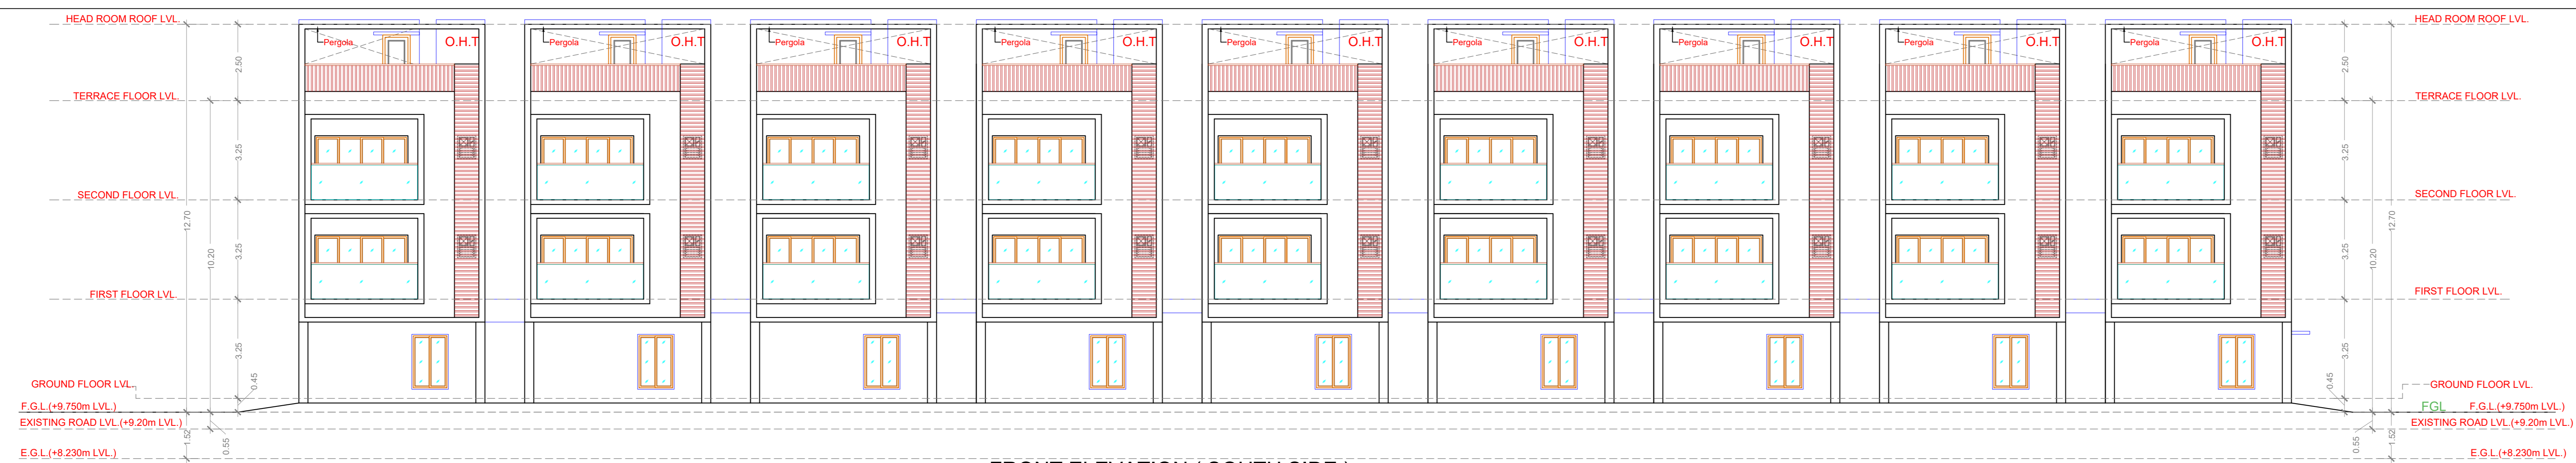 HEAD ROOM ROOF LVL.
HEAD ROOM ROOF LVL.
Pergola O.H.T
Pergola O.H.T
Pergola O.H.T
Pergola O.H.T
Pergola O.H.T
Pergola O.H.T
Pergola O.H.T
Pergola O.H.T
Pergola O.H.T
2.50
2.50
TERRACE FLOOR LVL.
TERRACE FLOOR LVL.
3.25
3.25
SECOND FLOOR LVL.
SECOND FLOOR LVL.
12.70
12.70
10.20
3.25
3.25
10.20
FIRST FLOOR LVL.
FIRST FLOOR LVL.
3.25
3.25
0.45
0.45
GROUND FLOOR LVL.
GROUND FLOOR LVL.
F.G.L.(+9.750m LVL.)
FGL F.G.L.(+9.750m LVL.)
EXISTING ROAD LVL.(+9.20m LVL.)
EXISTING ROAD LVL.(+9.20m LVL.)
1.52
0.55
0.55
1.52
E.G.L.(+8.230m LVL.)
E.G.L.(+8.230m LVL.)
FRONT ELEVATION ( SOUTH SIDE )